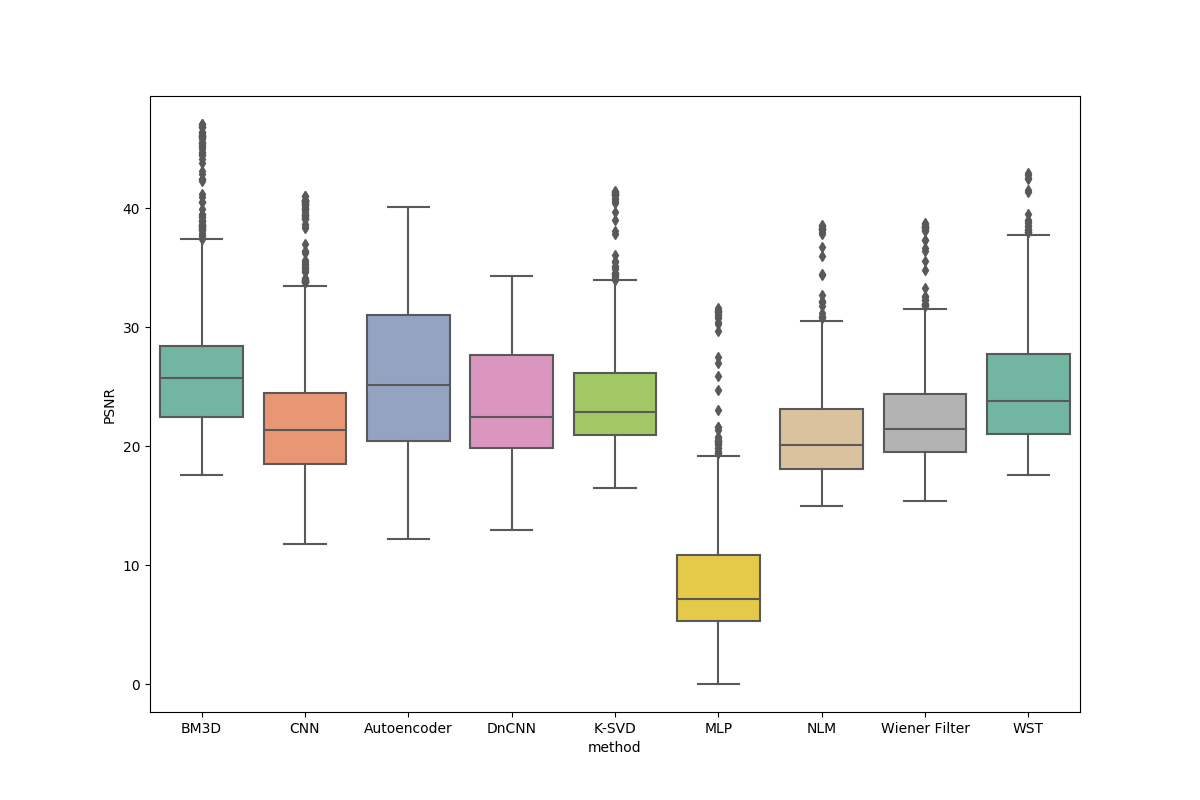 PSNR
40
30
20
10
0
BM3D CNN Autoencoder DnCNN K-SVD MLP NLM Wiener Filter WST
method